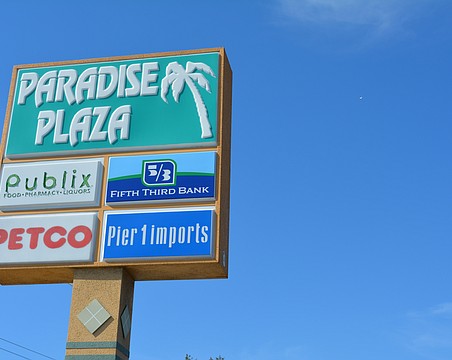 PARADISE
PLAZA
Publix
FOOD • PHARMACY • LIQUORS
5/3
FIFTH THIRD BANK
PETCO
Pier 1 imports